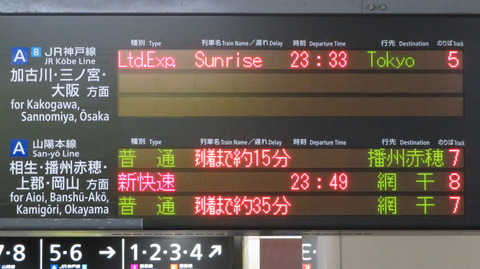 種別 Type 列車名 Train Name／遅れ Delay 時刻 Departure Time 行先 Destination のりば Track
A B JR神戸線
JR Kōbe Line
加古川・三ノ宮・
大阪 方面
for Kakogawa,
Sannomiya, Ōsaka
Ltd.Exp. Sunrise 23:33 Tokyo 5
種別 Type 列車名 Train Name／遅れ Delay 時刻 Departure Time 行先 Destination のりば Track
A 山陽本線
San-yō Line
相生・播州赤穂・
上郡・岡山 方面
for Aioi, Banshū-Akō,
Kamigōri, Okayama
普通 到着まで約15分 播州赤穂 7
新快速 23:49 網干 8
普通 到着まで約35分 網干 7
7･8 5･6 → 1･2･3･4 ↗